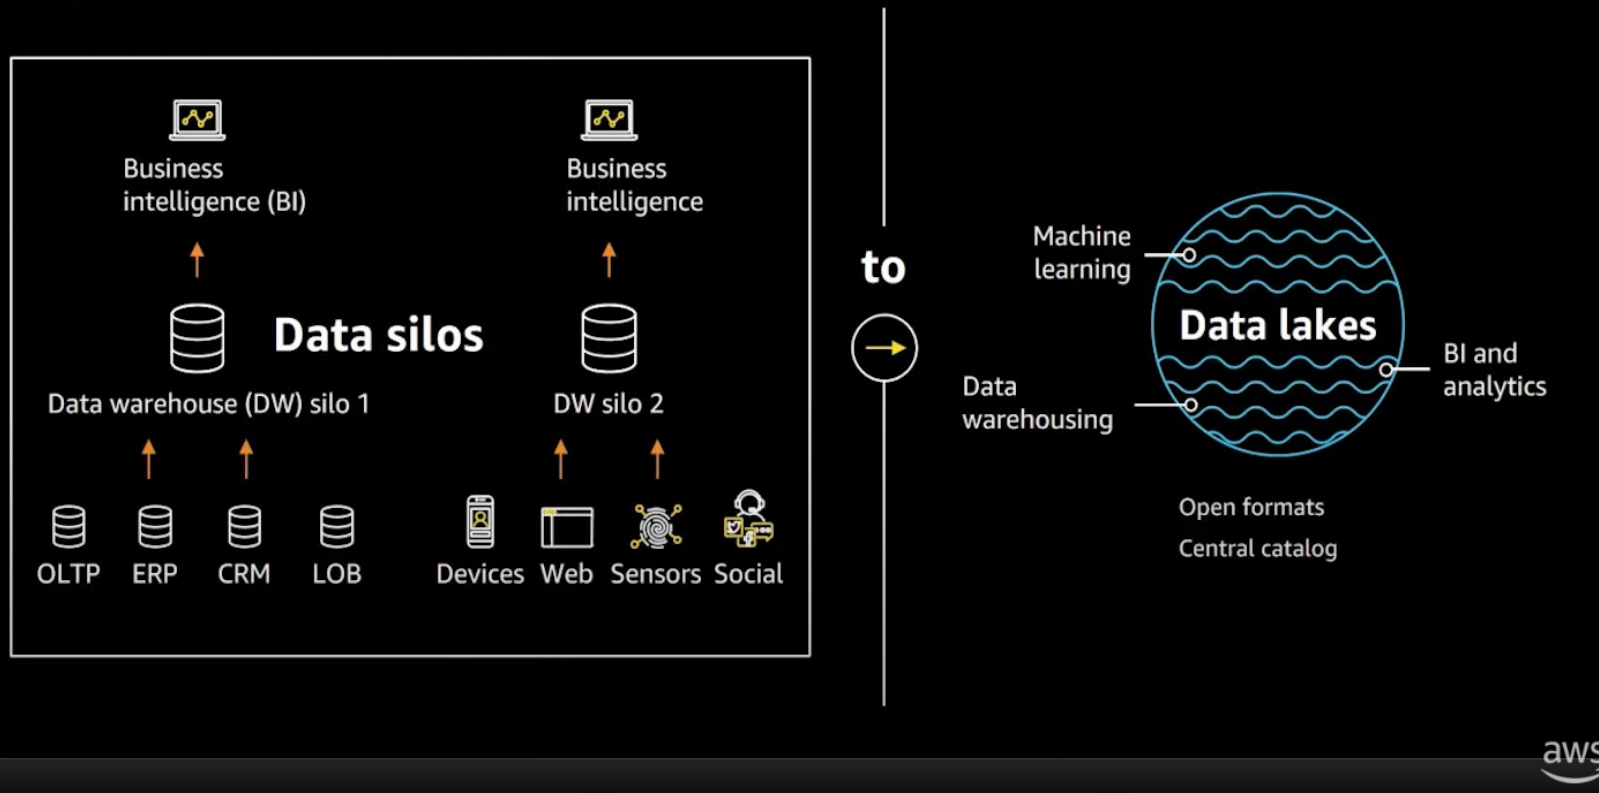 Business
intelligence (BI)
Business
intelligence
Data silos
Data warehouse (DW) silo 1
DW silo 2
OLTP
ERP
CRM
LOB
Devices
Web
Sensors
Social
to
Machine
learning
Data lakes
BI and
analytics
Data
warehousing
Open formats
Central catalog
aws